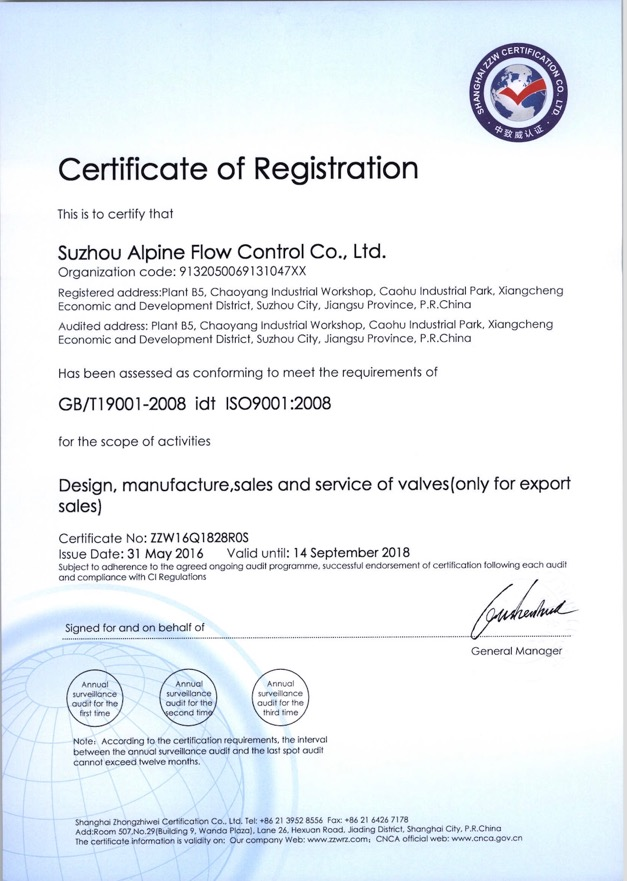 SHANGHAI ZZW CERTIFICATION CO., LTD
· 中致威认证 ·
Certificate of Registration
This is to certify that
Suzhou Alpine Flow Control Co., Ltd.
Organization code: 9132050069131047XX
Registered address:Plant B5, Chaoyang Industrial Workshop, Caohu Industrial Park, Xiangcheng
Economic and Development District, Suzhou City, Jiangsu Province, P.R.China
Audited address: Plant B5, Chaoyang Industrial Workshop, Caohu Industrial Park, Xiangcheng
Economic and Development District, Suzhou City, Jiangsu Province, P.R.China
Has been assessed as conforming to meet the requirements of
GB/T19001-2008 idt ISO9001:2008
for the scope of activities
Design, manufacture,sales and service of valves(only for export
sales)
Certificate No: ZZW16Q1828R0S
Issue Date: 31 May 2016 Valid until: 14 September 2018
Subject to adherence to the agreed ongoing audit programme, successful endorsement of certification following each audit
and compliance with CI Regulations
Signed for and on behalf of
General Manager
Annual
surveillance
audit for the
first time
Annual
surveillance
audit for the
second time
Annual
surveillance
audit for the
third time
Note: According to the certification requirements, the interval
between the annual surveillance audit and the last spot audit
cannot exceed twelve months.
Shanghai Zhongzhiwei Certification Co., Ltd. Tel: +86 21 3952 8556 Fax: +86 21 6426 7178
Add:Room 507,No.29(Building 9, Wanda Plaza), Lane 26, Hexuan Road, Jiading District, Shanghai City, P.R.China
The certificate information is validity on: Our company Web: www.zzwrz.com; CNCA official web: www.cnca.gov.cn